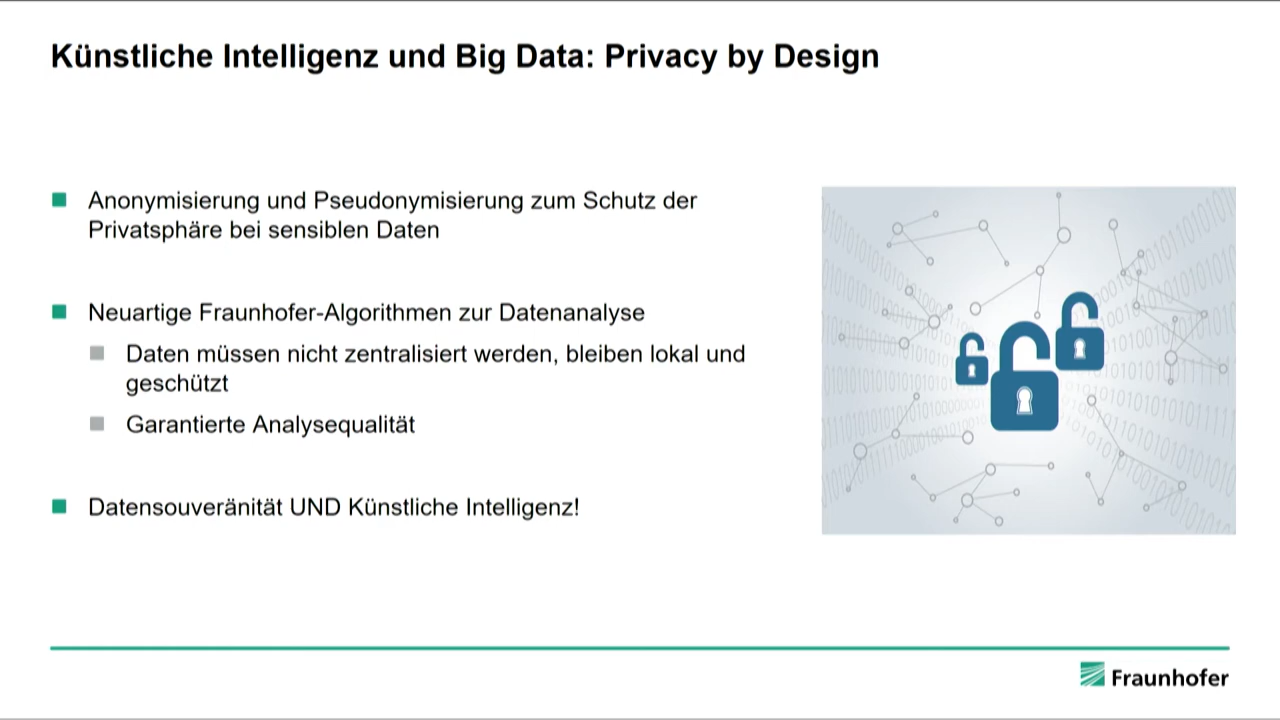 Künstliche Intelligenz und Big Data: Privacy by Design
Anonymisierung und Pseudonymisierung zum Schutz der
Privatsphäre bei sensiblen Daten
Neuartige Fraunhofer-Algorithmen zur Datenanalyse
Daten müssen nicht zentralisiert werden, bleiben lokal und
geschützt
Garantierte Analysequalität
Datensouveränität UND Künstliche Intelligenz!
Fraunhofer